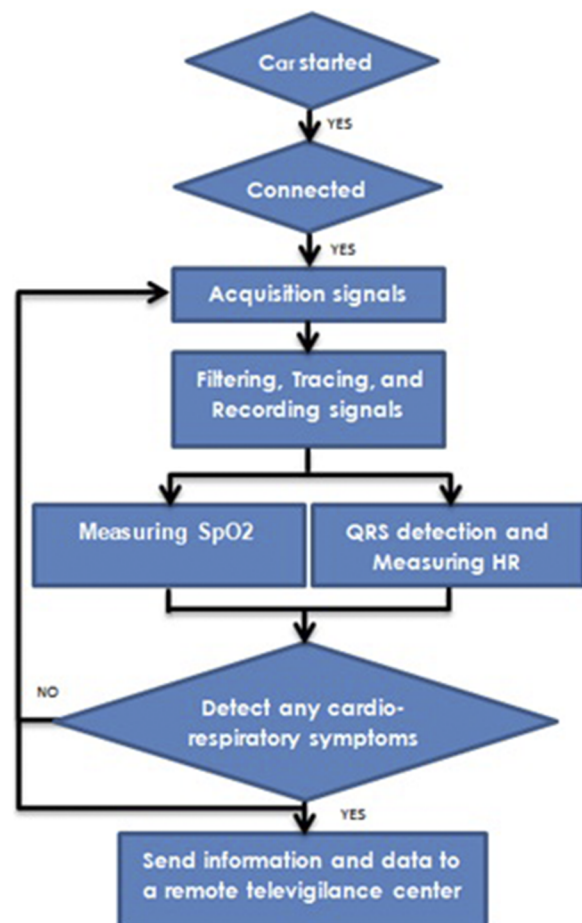 Car started
YES
Connected
YES
Acquisition signals
Filtering, Tracing, and
Recording signals
Measuring SpO2
QRS detection and
Measuring HR
NO
Detect any cardio-
respiratory symptoms
YES
Send information and data to
a remote televigilance center